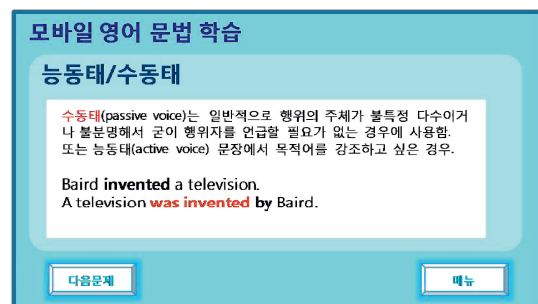 모바일 영어 문법 학습
능동태/수동태
수동태(passive voice)는 일반적으로 행위의 주체가 불특정 다수이거
나 불분명해서 굳이 행위자를 언급할 필요가 없는 경우에 사용함.
또는 능동태(active voice) 문장에서 목적어를 강조하고 싶은 경우.
Baird invented a television.
A television was invented by Baird.
다음문제 메뉴